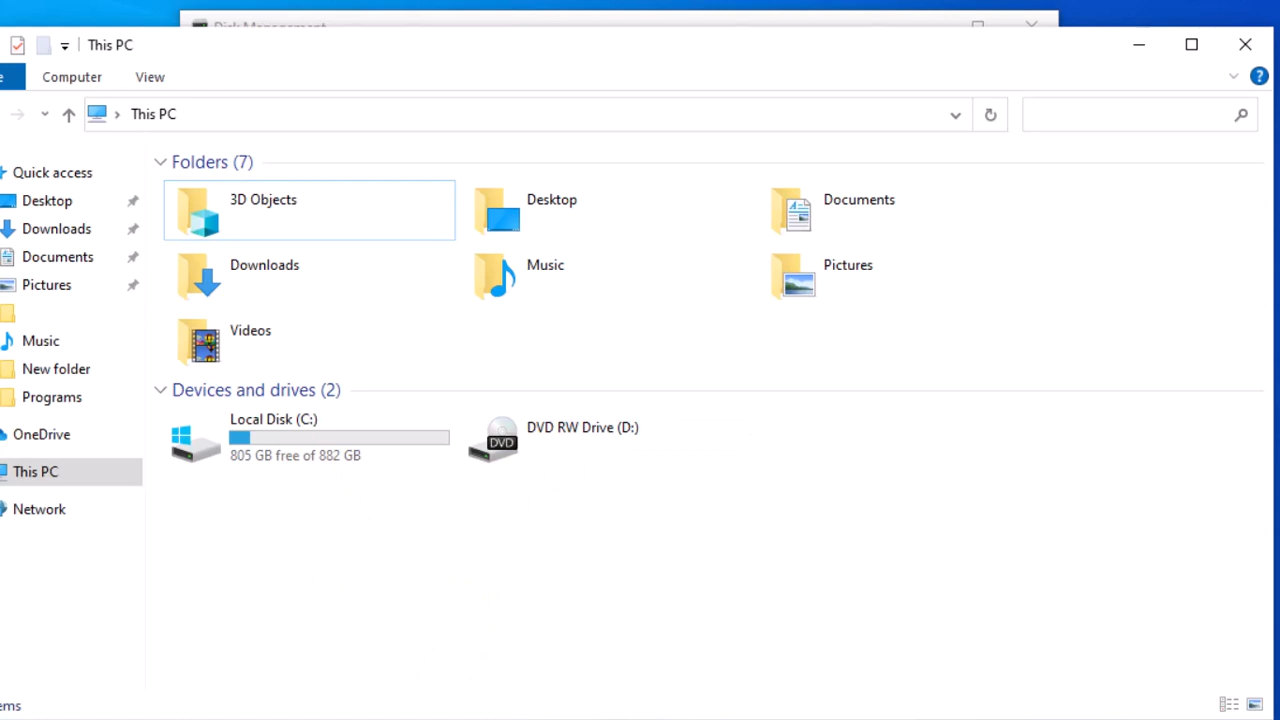 Disk Management
This PC
Computer
View
This PC
Quick access
Desktop
Downloads
Documents
Pictures
Music
New folder
Programs
OneDrive
This PC
Network
Folders (7)
3D Objects
Desktop
Documents
Downloads
Music
Pictures
Videos
Devices and drives (2)
Local Disk (C:)
805 GB free of 882 GB
DVD
DVD RW Drive (D:)